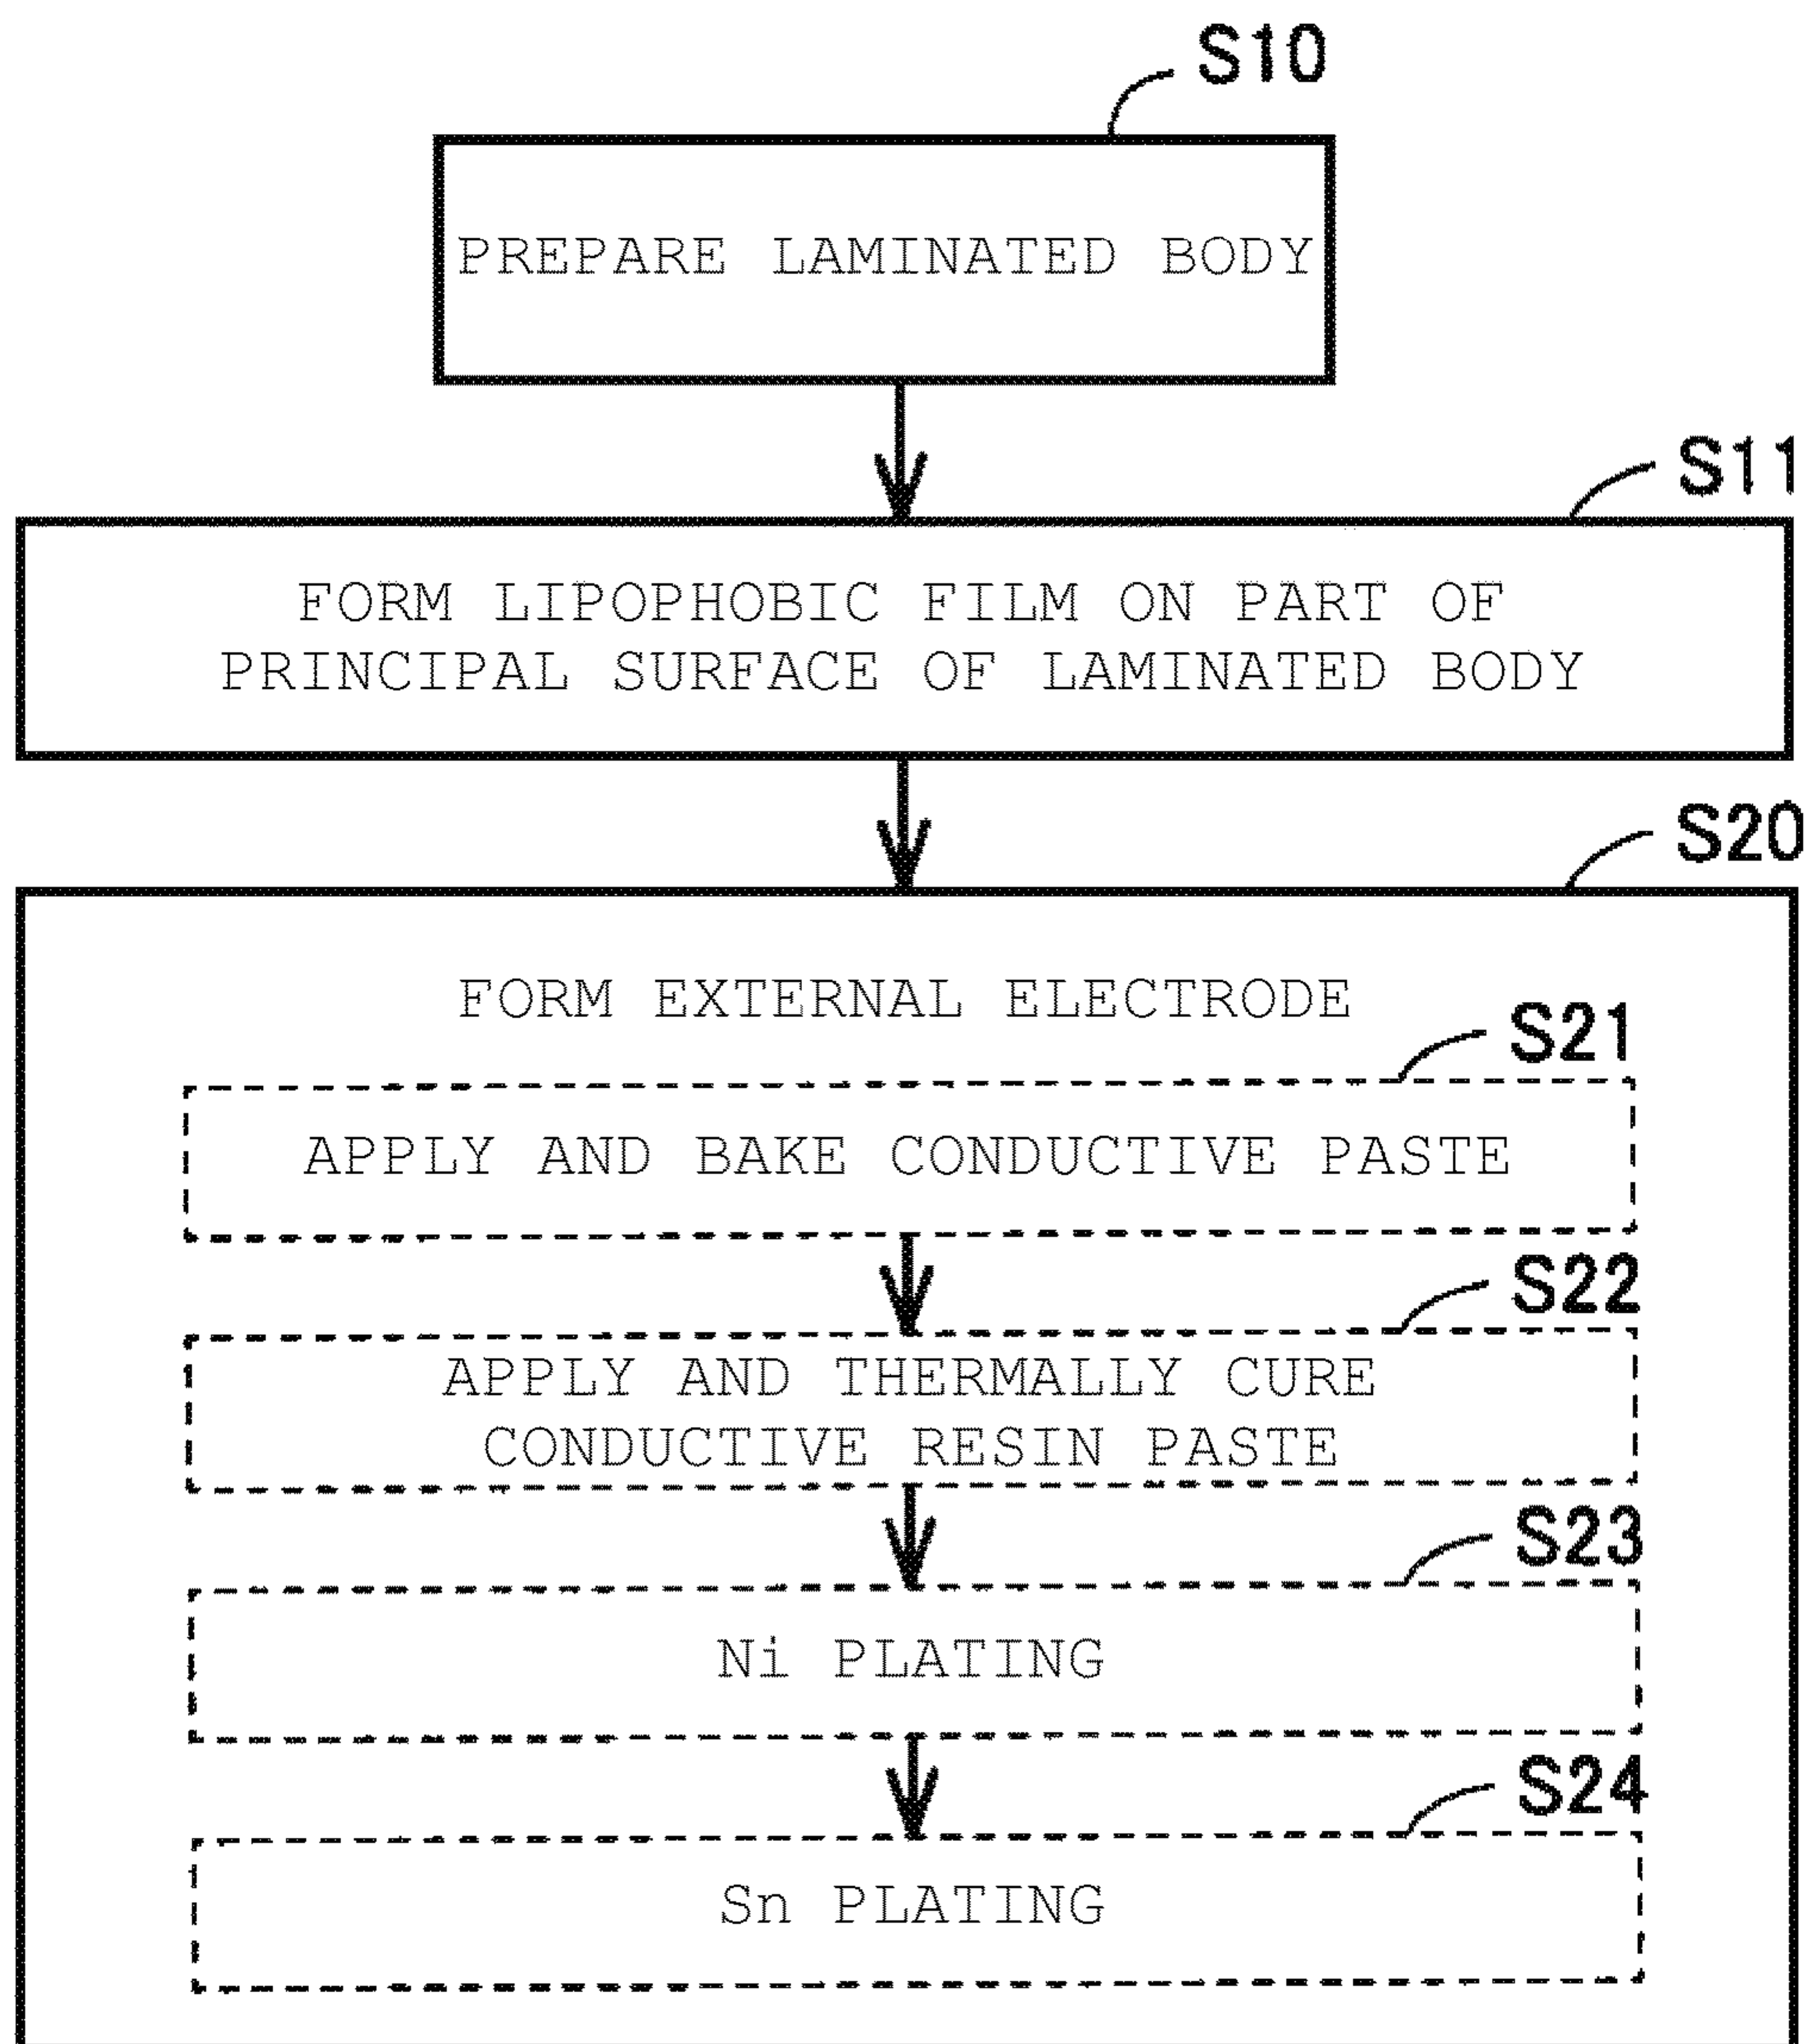 S10
PREPARE LAMINATED BODY
S11
FORM LIPOPHOBIC FILM ON PART OF
PRINCIPAL SURFACE OF LAMINATED BODY
S20
FORM EXTERNAL ELECTRODE
S21
APPLY AND BAKE CONDUCTIVE PASTE
S22
APPLY AND THERMALLY CURE
CONDUCTIVE RESIN PASTE
S23
Ni PLATING
S24
Sn PLATING